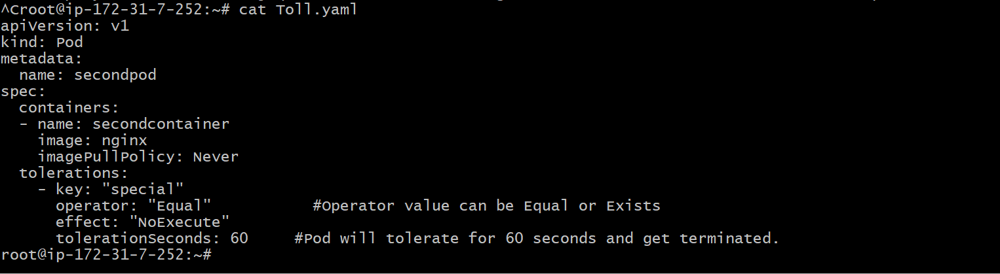 ^Croot@ip-172-31-7-252:~# cat Toll.yaml
apiVersion: v1
kind: Pod
metadata:
  name: secondpod
spec:
  containers:
  - name: secondcontainer
    image: nginx
    imagePullPolicy: Never
  tolerations:
    - key: "special"
      operator: "Equal"           #Operator value can be Equal or Exists
      effect: "NoExecute"
      tolerationSeconds: 60     #Pod will tolerate for 60 seconds and get terminated.
root@ip-172-31-7-252:~#